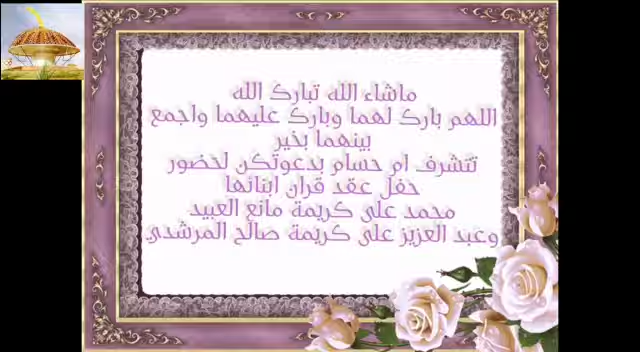 ماشاء الله تبارك الله
اللهم بارك لهما وبارك عليهما واجمع
بينهما بخير
تتشرف ام حسام بدعوتكن لحضور
حفل عقد قران ابنائها
محمد على كريمة مانع العبيد
وعبد العزيز على كريمة صالح المرشدي